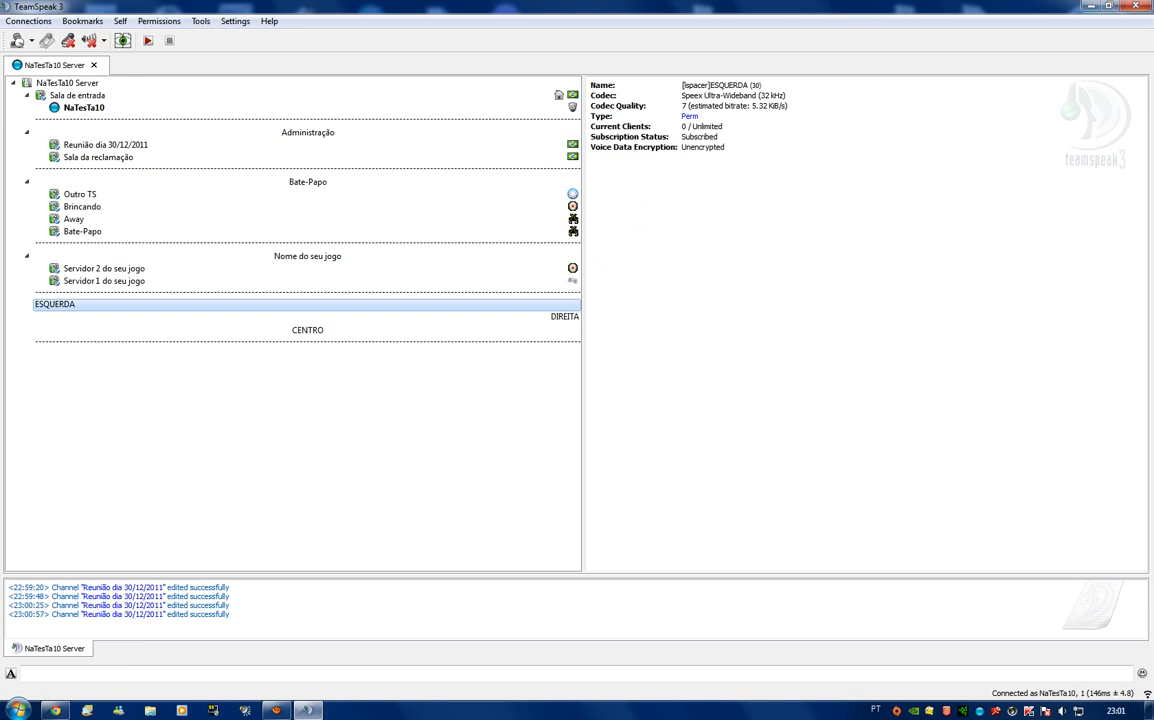 TeamSpeak 3
Connections Bookmarks Self Permissions Tools Settings Help
NaTesTa10 Server
NaTesTa10 Server
Sala de entrada
NaTesTa10
Administração
Reunião dia 30/12/2011
Sala da reclamação
Bate-Papo
Outro TS
Brincando
Away
Bate-Papo
Nome do seu jogo
Servidor 2 do seu jogo
Servidor 1 do seu jogo
ESQUERDA
DIREITA
CENTRO
Name: [lspacer]ESQUERDA (30)
Codec: Speex Ultra-Wideband (32 kHz)
Codec Quality: 7 (estimated bitrate: 5.32 KiB/s)
Type: Perm
Current Clients: 0 / Unlimited
Subscription Status: Subscribed
Voice Data Encryption: Unencrypted
teamspeak3
<22:59:20> Channel "Reunião dia 30/12/2011" edited successfully
<22:59:48> Channel "Reunião dia 30/12/2011" edited successfully
<23:00:25> Channel "Reunião dia 30/12/2011" edited successfully
<23:00:57> Channel "Reunião dia 30/12/2011" edited successfully
NaTesTa10 Server
A
Connected as NaTesTa10, 1 (146ms ± 4.8)
PT
23:01